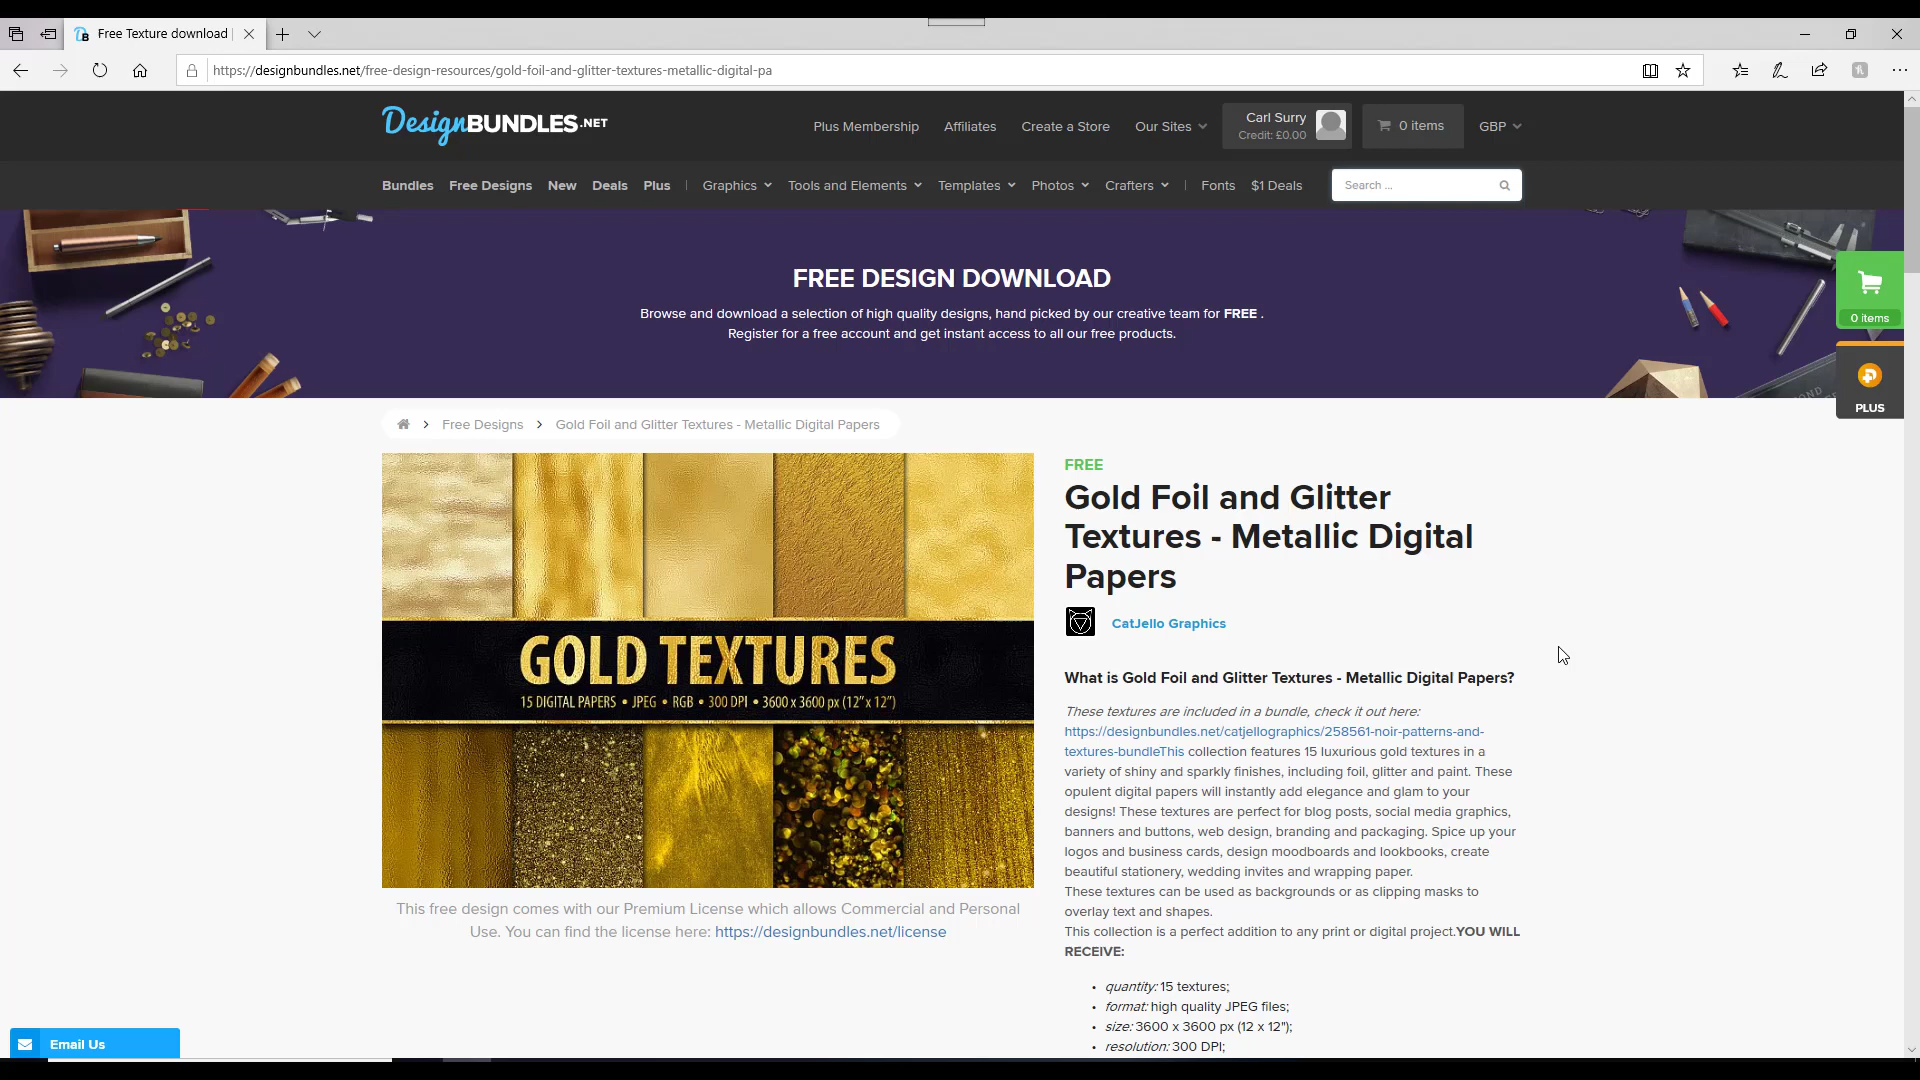 Free Texture download
https://designbundles.net/free-design-resources/gold-foil-and-glitter-textures-metallic-digital-pa
DesignBUNDLES.NET
Plus Membership
Affiliates
Create a Store
Our Sites
Carl Surry
Credit: £0.00
0 items
GBP
Bundles
Free Designs
New
Deals
Plus
Graphics
Tools and Elements
Templates
Photos
Crafters
Fonts
$1 Deals
Search ...
FREE DESIGN DOWNLOAD
Browse and download a selection of high quality designs, hand picked by our creative team for FREE .
Register for a free account and get instant access to all our free products.
0 items
PLUS
Free Designs
Gold Foil and Glitter Textures - Metallic Digital Papers
GOLD TEXTURES
15 DIGITAL PAPERS • JPEG • RGB • 300 DPI • 3600 x 3600 px (12"x 12")
This free design comes with our Premium License which allows Commercial and Personal
Use. You can find the license here: https://designbundles.net/license
FREE
Gold Foil and Glitter
Textures - Metallic Digital
Papers
CatJello Graphics
What is Gold Foil and Glitter Textures - Metallic Digital Papers?
These textures are included in a bundle, check it out here:
https://designbundles.net/catjellographics/258561-noir-patterns-and-
textures-bundleThis collection features 15 luxurious gold textures in a
variety of shiny and sparkly finishes, including foil, glitter and paint. These
opulent digital papers will instantly add elegance and glam to your
designs! These textures are perfect for blog posts, social media graphics,
banners and buttons, web design, branding and packaging. Spice up your
logos and business cards, design moodboards and lookbooks, create
beautiful stationery, wedding invites and wrapping paper.
These textures can be used as backgrounds or as clipping masks to
overlay text and shapes.
This collection is a perfect addition to any print or digital project.YOU WILL
RECEIVE:
• quantity: 15 textures;
• format: high quality JPEG files;
• size: 3600 x 3600 px (12 x 12");
• resolution: 300 DPI;
Email Us